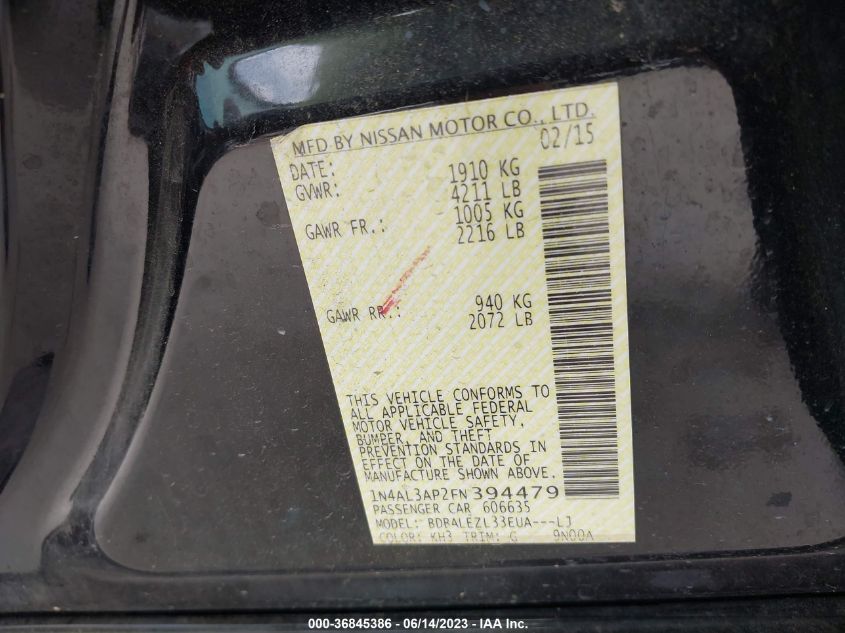 MFD BY NISSAN MOTOR CO., LTD.
DATE: 02/15
GVWR: 1910 KG
4211 LB
GAWR FR.: 1005 KG
2216 LB
GAWR RR.: 940 KG
2072 LB
THIS VEHICLE CONFORMS TO
ALL APPLICABLE FEDERAL
MOTOR VEHICLE SAFETY,
BUMPER, AND THEFT
PREVENTION STANDARDS IN
EFFECT ON THE DATE OF
MANUFACTURE SHOWN ABOVE.
1N4AL3AP2FN394479
PASSENGER CAR 606635
MODEL: BDRALEZL33EUA---LJ
COLOR: KH3 TRIM: G 9N00A
000-36845386 - 06/14/2023 - IAA Inc.